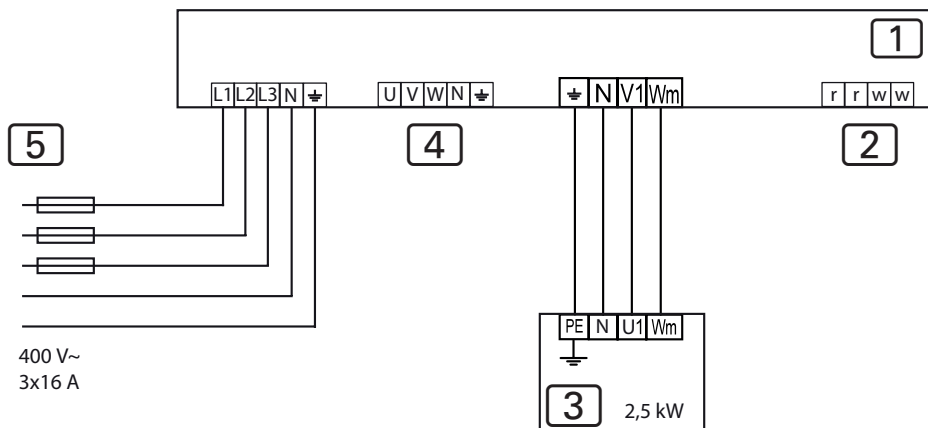 1
L1 L2 L3 N ⏚
U V W N ⏚
⏚ N V1 Wm
r r w w
5
4
2
PE N U1 Wm
400 V~
3x16 A
3
2,5 kW